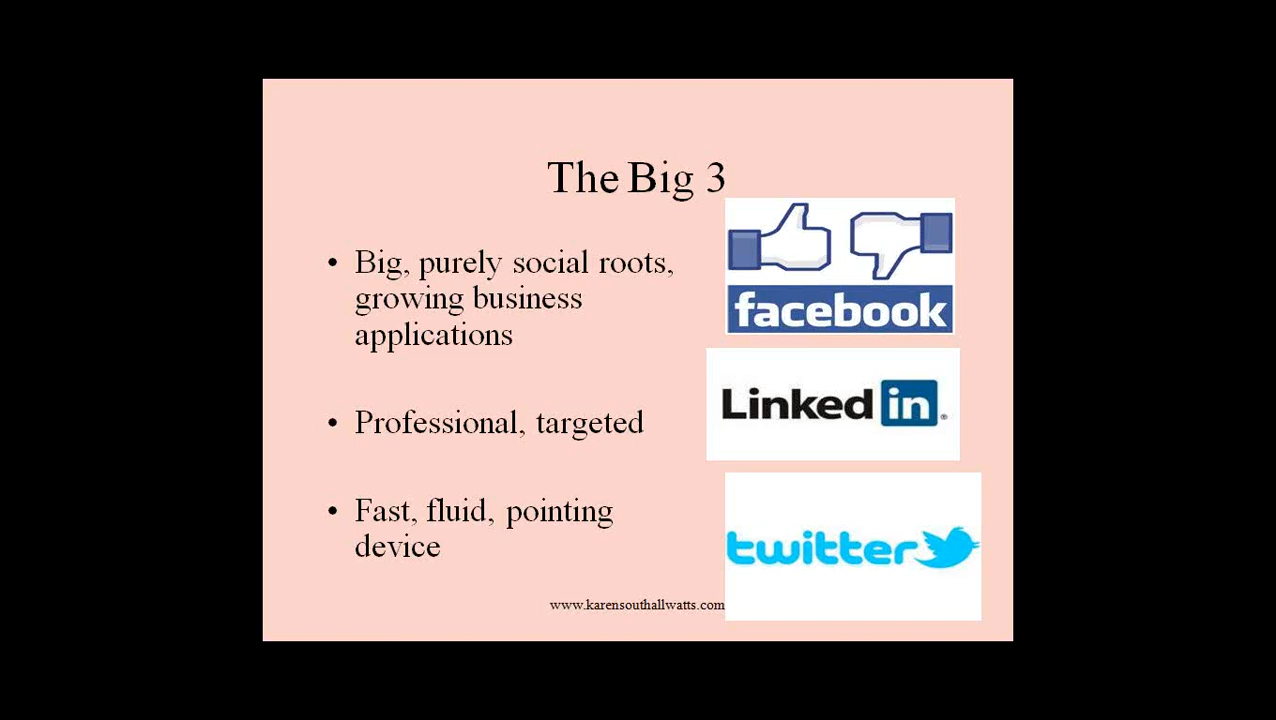 The Big 3
• Big, purely social roots,
growing business
applications
facebook
• Professional, targeted
Linked in®
• Fast, fluid, pointing
device
twitter
www.karensouthallwatts.com